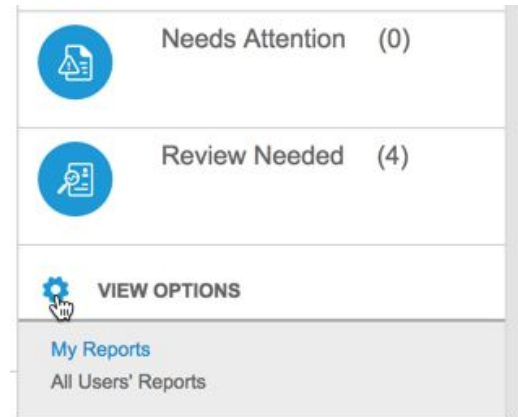 Needs Attention (0)
Review Needed (4)
VIEW OPTIONS
My Reports
All Users' Reports